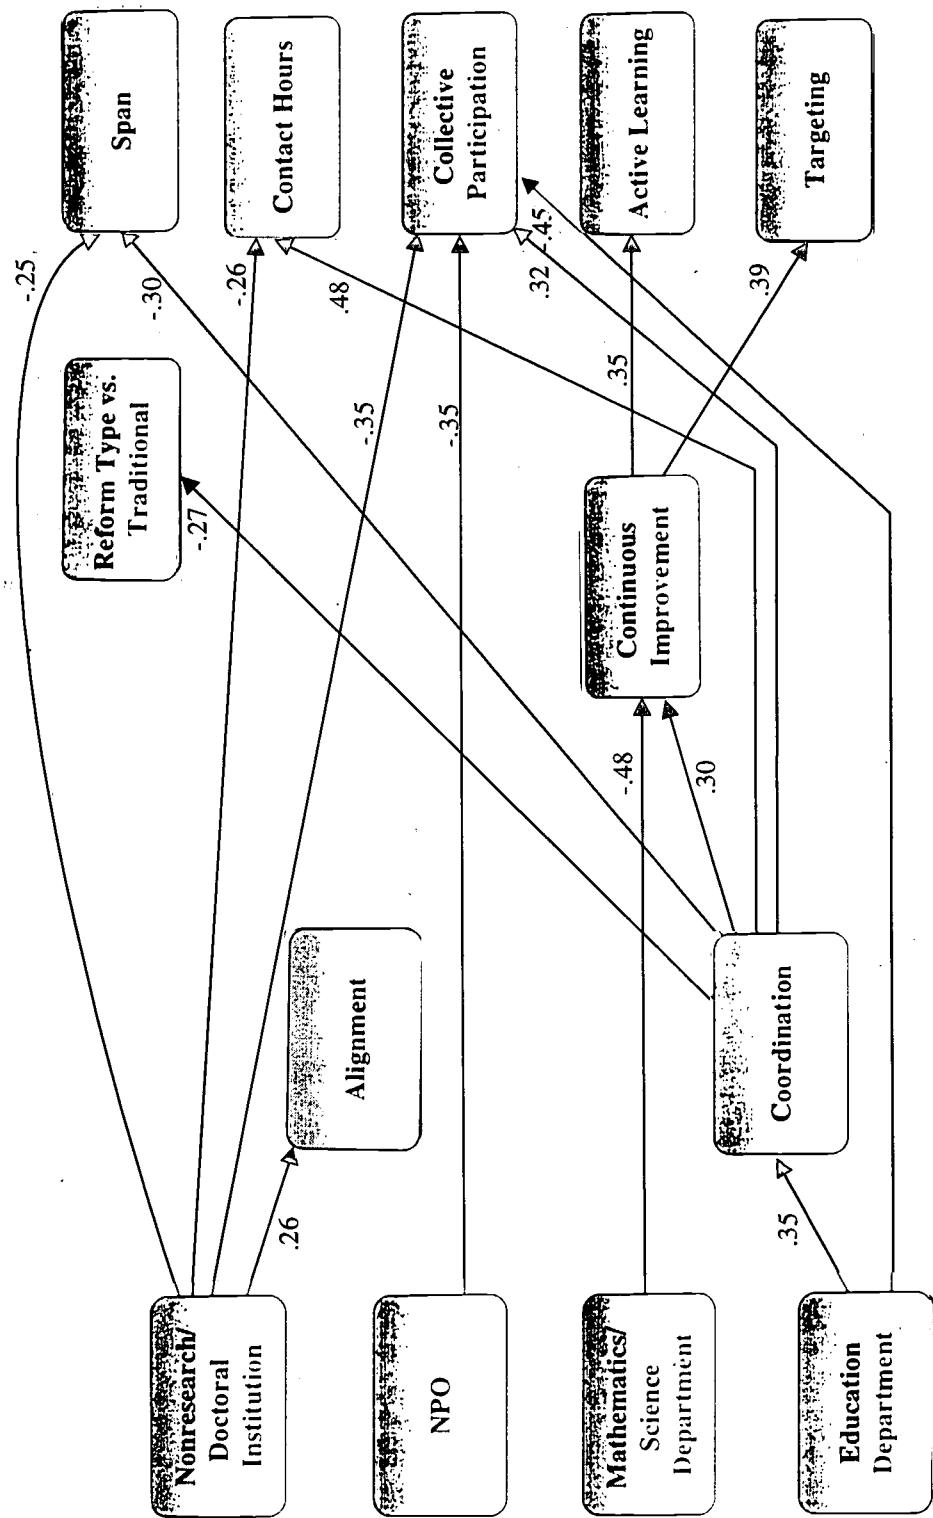 Nonresearch/
Doctoral
Institution
NPO
Mathematics/
Science
Department
Education
Department
.26
.35
Alignment
Coordination
-.48
.30
Continuous
Improvement
Reform Type vs.
Traditional
-.27
-.35
-.35
.35
-.25
-.30
-.26
.48
.32
.39
Span
Contact Hours
Collective
Participation
Active Learning
Targeting